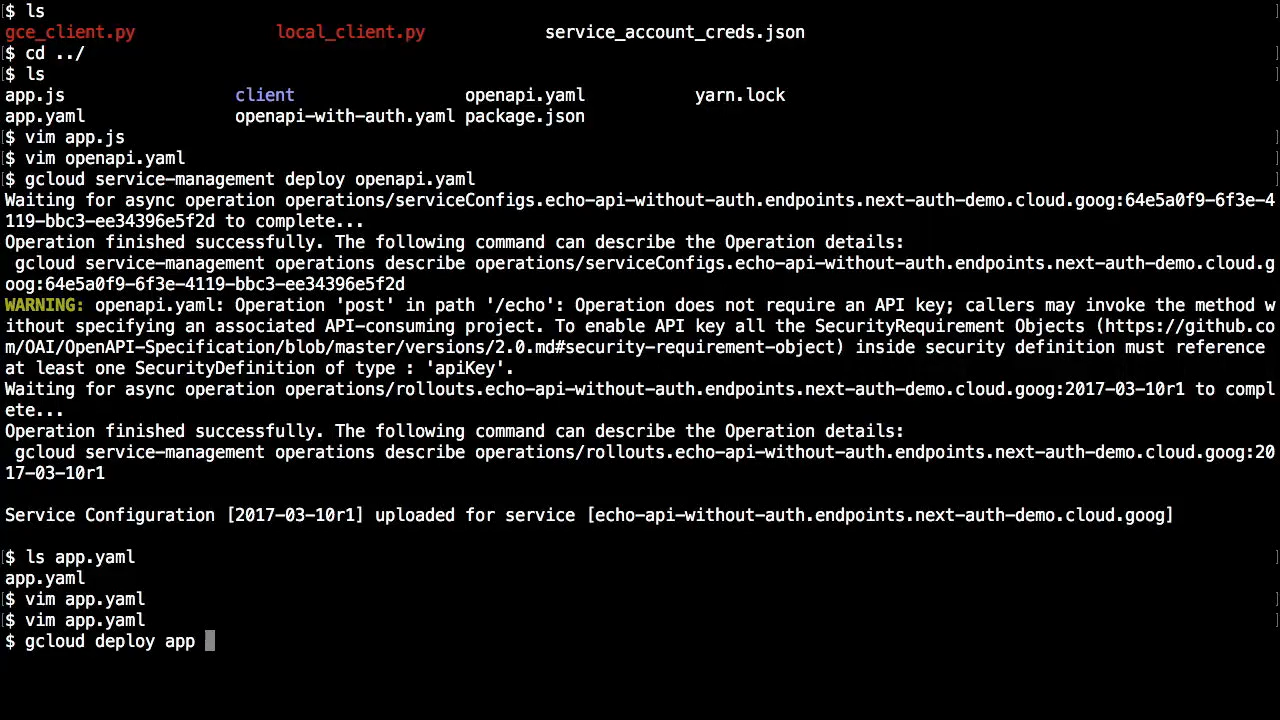 $ ls
gce_client.py local_client.py service_account_creds.json
$ cd ../
$ ls
app.js client openapi.yaml yarn.lock
app.yaml openapi-with-auth.yaml package.json
$ vim app.js
$ vim openapi.yaml
$ gcloud service-management deploy openapi.yaml
Waiting for async operation operations/serviceConfigs.echo-api-without-auth.endpoints.next-auth-demo.cloud.goog:64e5a0f9-6f3e-4
119-bbc3-ee34396e5f2d to complete...
Operation finished successfully. The following command can describe the Operation details:
 gcloud service-management operations describe operations/serviceConfigs.echo-api-without-auth.endpoints.next-auth-demo.cloud.g
oog:64e5a0f9-6f3e-4119-bbc3-ee34396e5f2d
WARNING: openapi.yaml: Operation 'post' in path '/echo': Operation does not require an API key; callers may invoke the method w
ithout specifying an associated API-consuming project. To enable API key all the SecurityRequirement Objects (https://github.co
m/OAI/OpenAPI-Specification/blob/master/versions/2.0.md#security-requirement-object) inside security definition must reference
at least one SecurityDefinition of type : 'apiKey'.
Waiting for async operation operations/rollouts.echo-api-without-auth.endpoints.next-auth-demo.cloud.goog:2017-03-10r1 to compl
ete...
Operation finished successfully. The following command can describe the Operation details:
 gcloud service-management operations describe operations/rollouts.echo-api-without-auth.endpoints.next-auth-demo.cloud.goog:20
17-03-10r1
Service Configuration [2017-03-10r1] uploaded for service [echo-api-without-auth.endpoints.next-auth-demo.cloud.goog]
$ ls app.yaml
app.yaml
$ vim app.yaml
$ vim app.yaml
$ gcloud deploy app